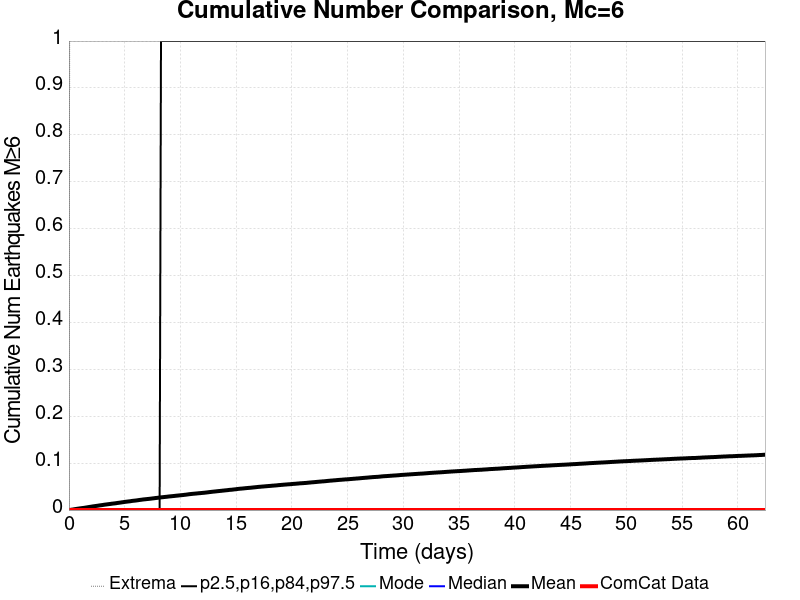 Cumulative Number Comparison, Mc=6
Cumulative Num Earthquakes M≥6
1
0.9
0.8
0.7
0.6
0.5
0.4
0.3
0.2
0.1
0
0 5 10 15 20 25 30 35 40 45 50 55 60
Time (days)
Extrema p2.5,p16,p84,p97.5 Mode Median Mean ComCat Data